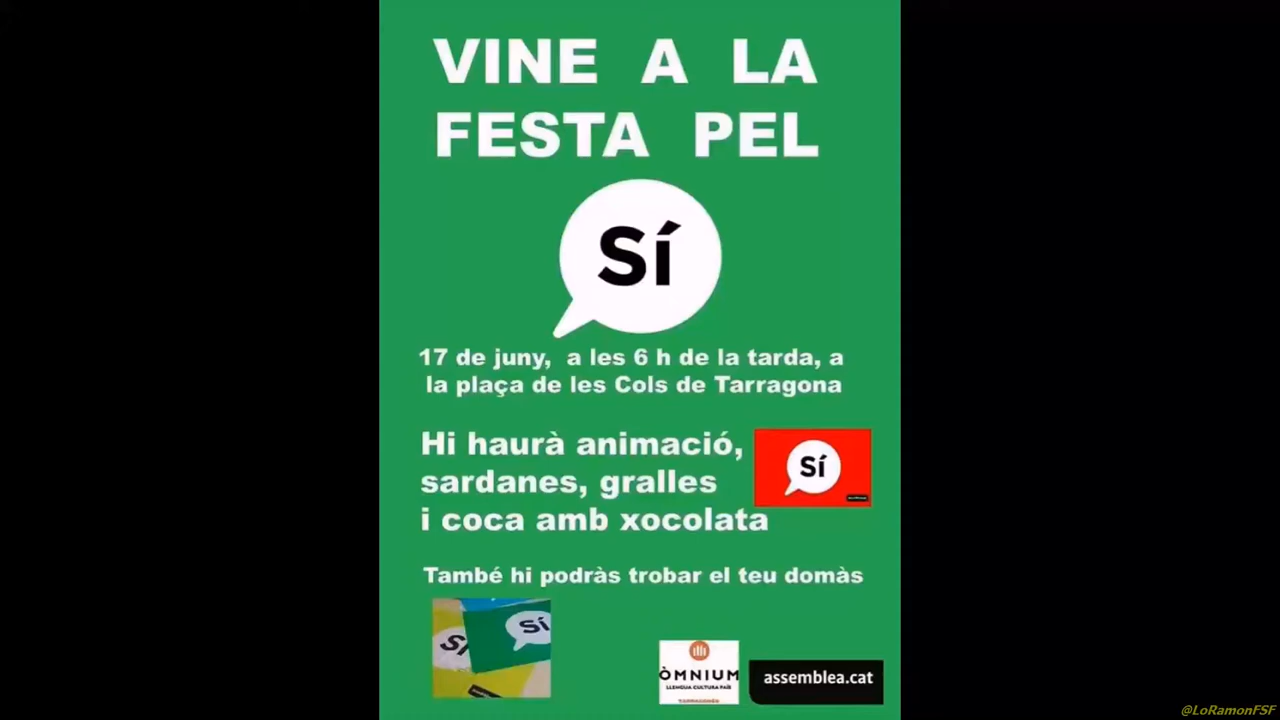 VINE A LA
FESTA PEL
Sí
17 de juny, a les 6 h de la tarda, a
la plaça de les Cols de Tarragona
Hi haurà animació,
sardanes, gralles
i coca amb xocolata
Sí
També hi podràs trobar el teu domàs
Sí
Sí
ÒMNIUM
LLENGUA CULTURA PAÍS
TARRAGONÈS
assemblea.cat
@LoRamonFSF